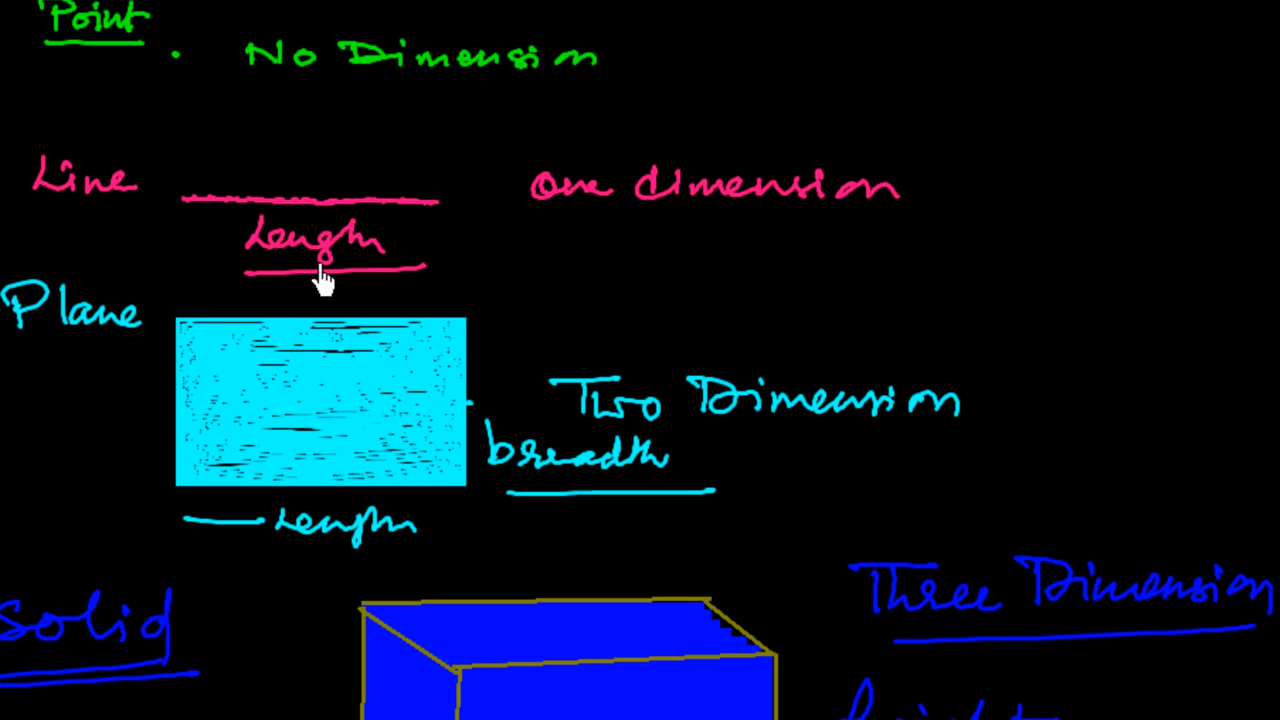 Point
. No Dimension
Line One dimension
Length
Plane
Two Dimension
breadth
Length
Solid
Three Dimension